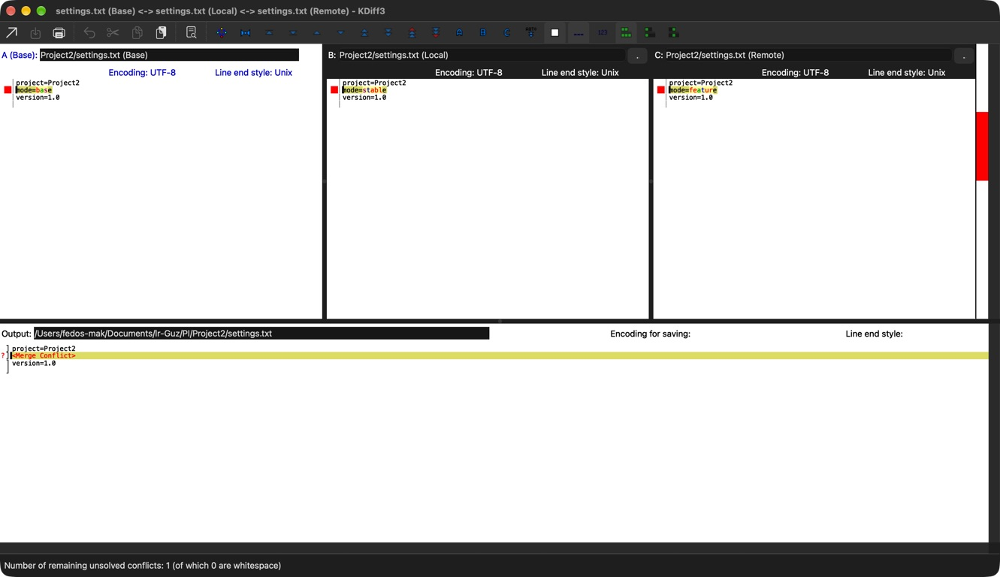 settings.txt (Base) <-> settings.txt (Local) <-> settings.txt (Remote) - KDiff3
A B C AUTO 123
A (Base): Project2/settings.txt (Base)
Encoding: UTF-8 Line end style: Unix
project=Project2
mode=base
version=1.0
B: Project2/settings.txt (Local) .
Encoding: UTF-8 Line end style: Unix
project=Project2
mode=stable
version=1.0
C: Project2/settings.txt (Remote) .
Encoding: UTF-8 Line end style: Unix
project=Project2
mode=feature
version=1.0
Output: /Users/fedos-mak/Documents/Ir-Guz/PI/Project2/settings.txt Encoding for saving: Line end style:
project=Project2
?<Merge Conflict>
version=1.0
Number of remaining unsolved conflicts: 1 (of which 0 are whitespace)